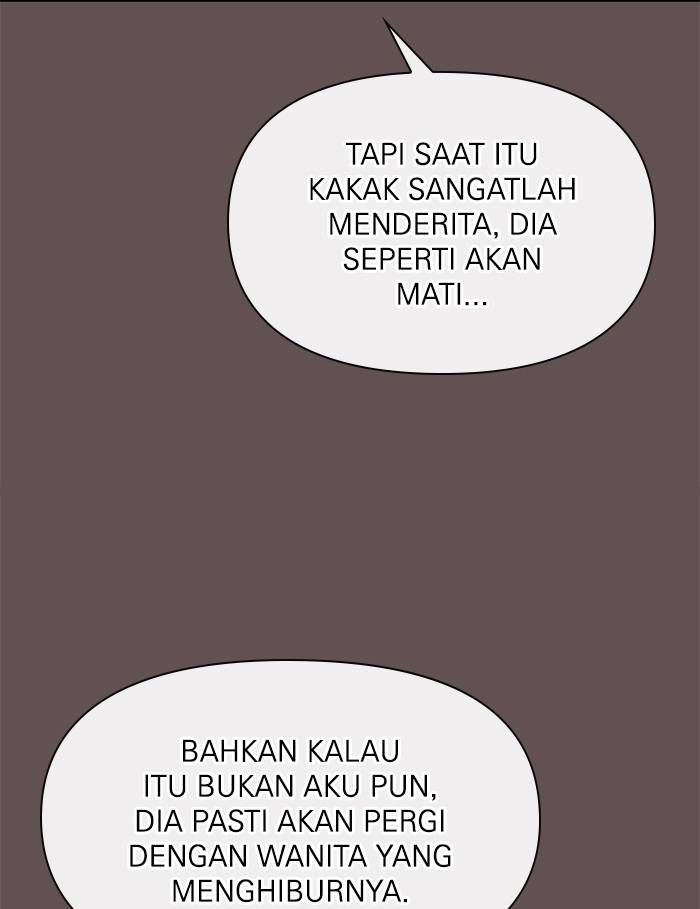 TAPI SAAT ITU
KAKAK SANGATLAH
MENDERITA, DIA
SEPERTI AKAN
MATI...
BAHKAN KALAU
ITU BUKAN AKU PUN,
DIA PASTI AKAN PERGI
DENGAN WANITA YANG
MENGHIBURNYA.